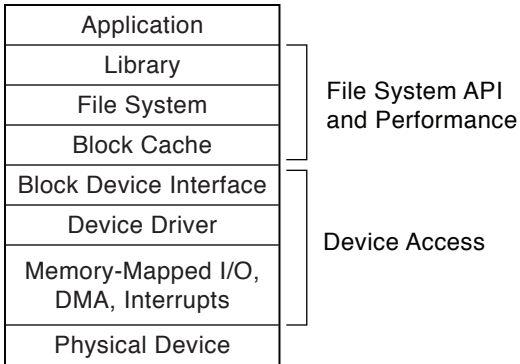 Application
Library
File System
Block Cache
Block Device Interface
Device Driver
Memory-Mapped I/O,
DMA, Interrupts
Physical Device
File System API
and Performance
Device Access